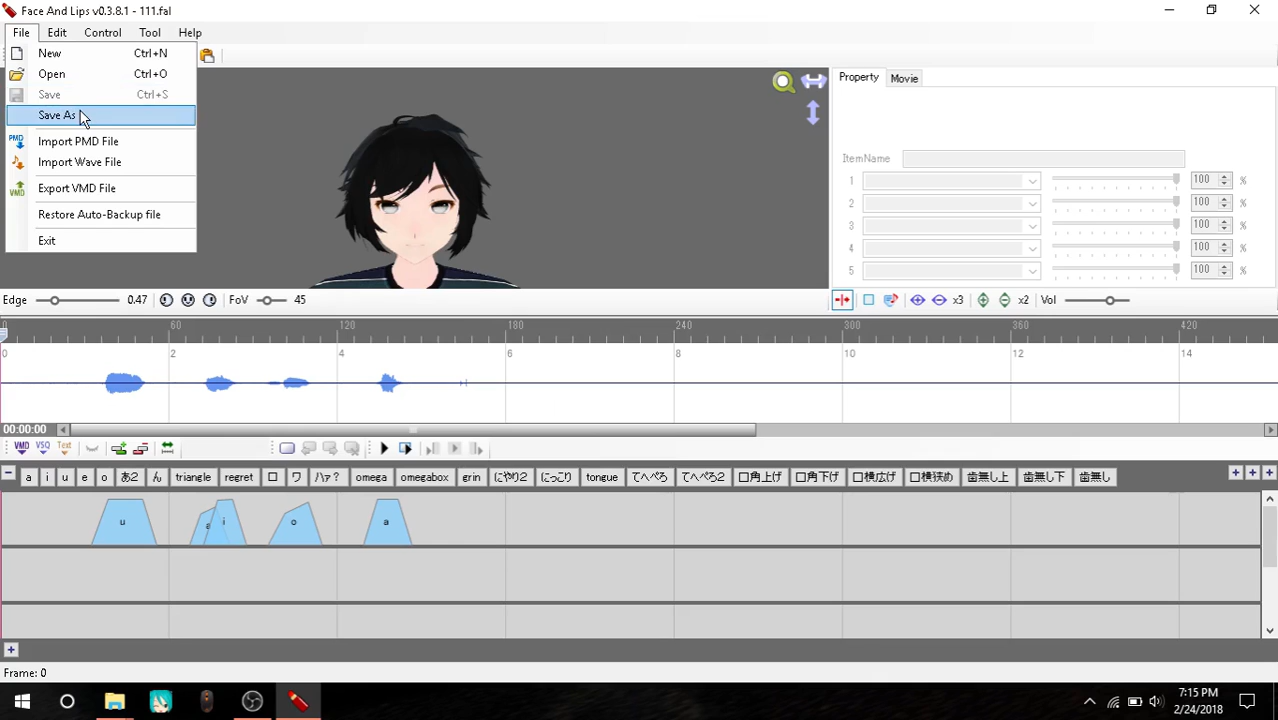 Face And Lips v0.3.8.1 - 111.fal
File Edit Control Tool Help
New Ctrl+N
Open Ctrl+O
Save Ctrl+S
Save As
PMD Import PMD File
Import Wave File
VMD Export VMD File
Restore Auto-Backup file
Exit
Property Movie
ItemName
1 100 %
2 100 %
3 100 %
4 100 %
5 100 %
Edge 0.47 FoV 45 x3 x2 Vol
0 60 120 180 240 300 360 420
0 2 4 6 8 10 12 14
00:00:00
VMD VSQ Text
a i u e o あ2 ん triangle regret ロ ワ ハァ? omega omegabox grin にやり2 にっこり tongue てへぺろ てへぺろ2 口角上げ 口角下げ 口横広げ 口横狭め 歯無し上 歯無し下 歯無し
u a i o a
Frame: 0
7:15 PM
2/24/2018